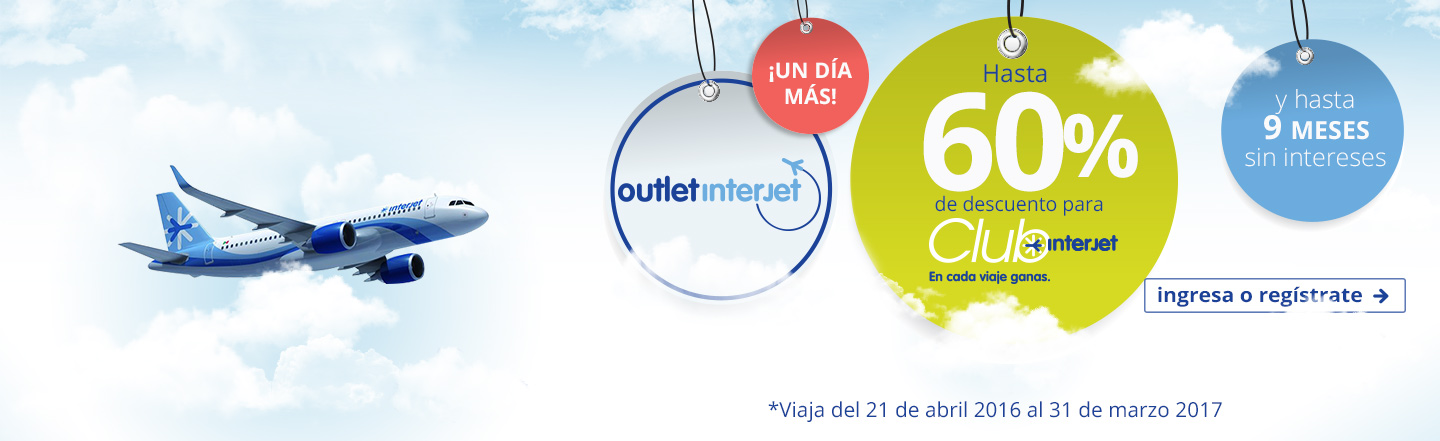 interjet
outlet interjet
¡UN DÍA
MÁS!
Hasta
60%
de descuento para
Club interjet
En cada viaje ganas.
y hasta
9 MESES
sin intereses
ingresa o regístrate
*Viaja del 21 de abril 2016 al 31 de marzo 2017